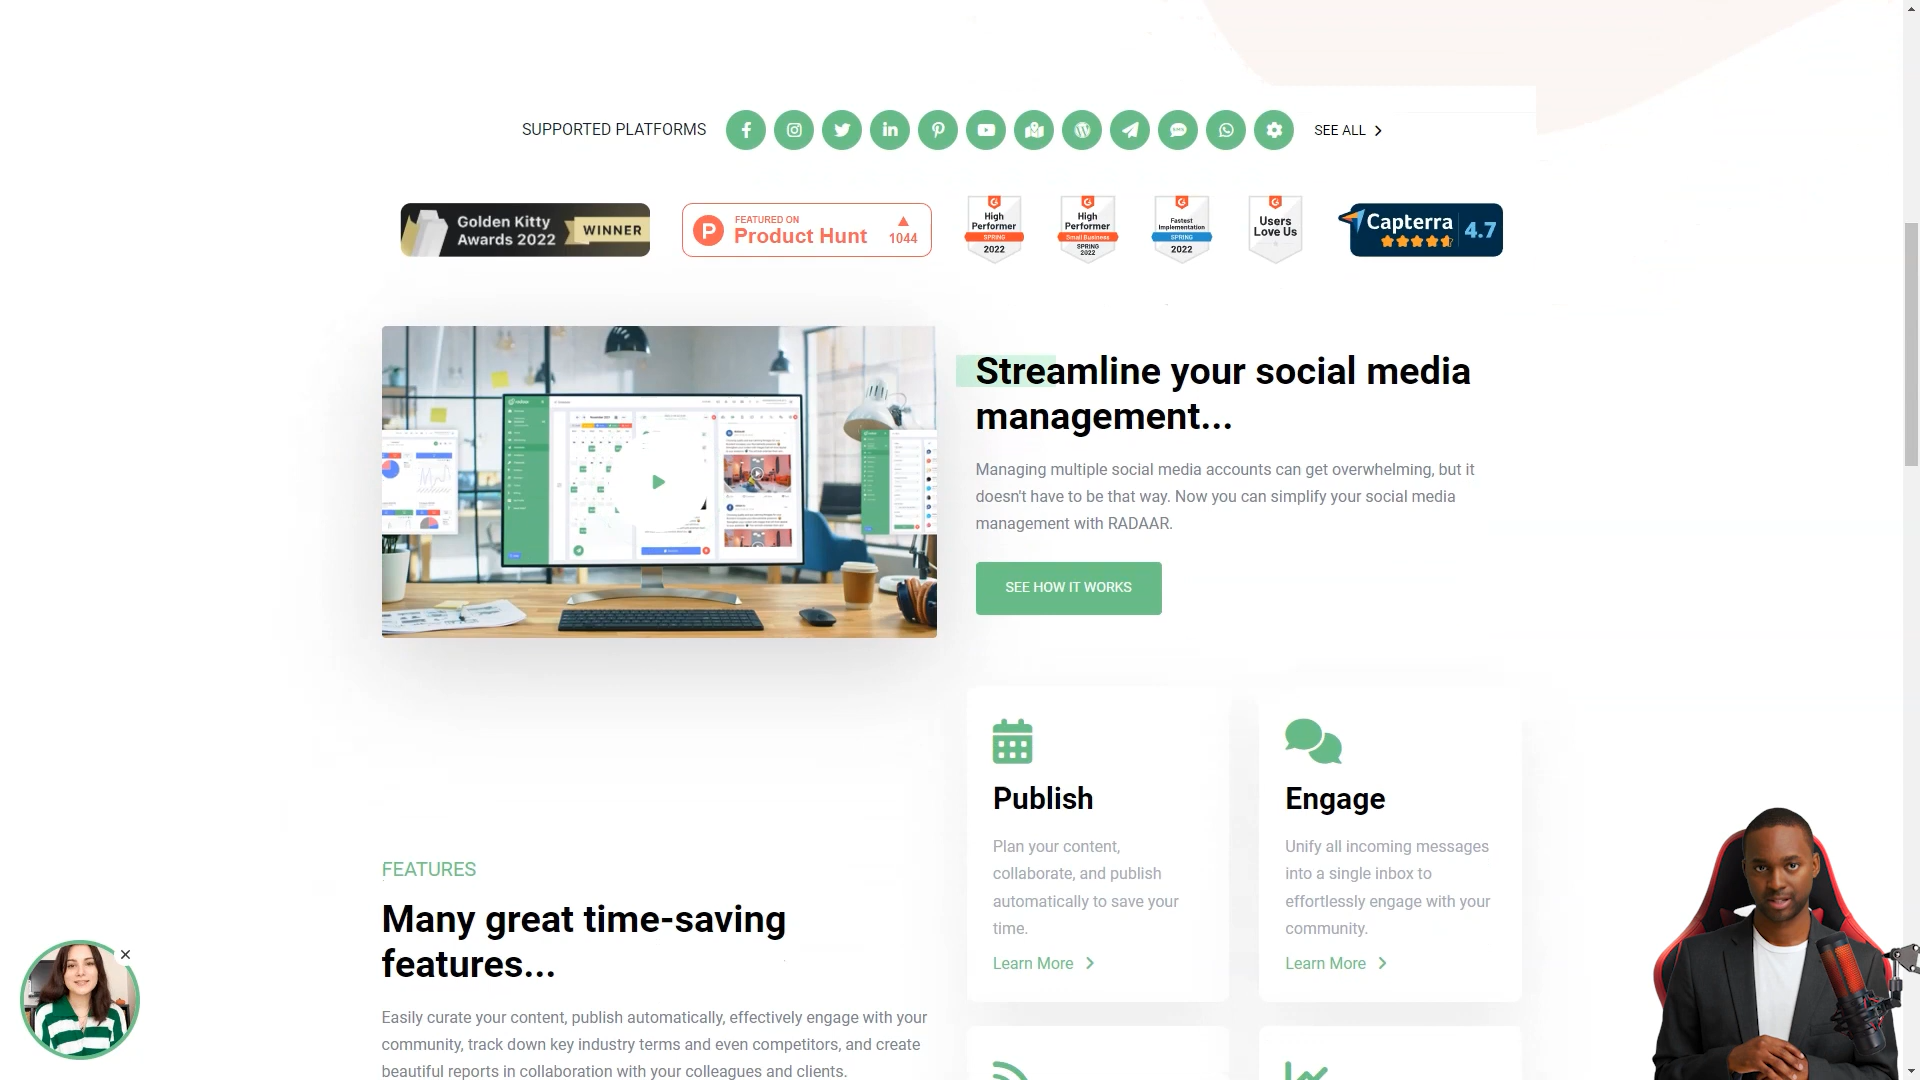 SUPPORTED PLATFORMS
SEE ALL
Golden Kitty
Awards 2022
WINNER
FEATURED ON
Product Hunt
1044
High
Performer
SPRING
2022
High
Performer
Small Business
SPRING
2022
Fastest
Implementation
SPRING
2022
Users
Love Us
Capterra
4.7
Streamline your social media
management...
Managing multiple social media accounts can get overwhelming, but it
doesn't have to be that way. Now you can simplify your social media
management with RADAAR.
SEE HOW IT WORKS
Publish
Plan your content,
collaborate, and publish
automatically to save your
time.
Learn More
Engage
Unify all incoming messages
into a single inbox to
effortlessly engage with your
community.
Learn More
FEATURES
Many great time-saving
features...
Easily curate your content, publish automatically, effectively engage with your
community, track down key industry terms and even competitors, and create
beautiful reports in collaboration with your colleagues and clients.